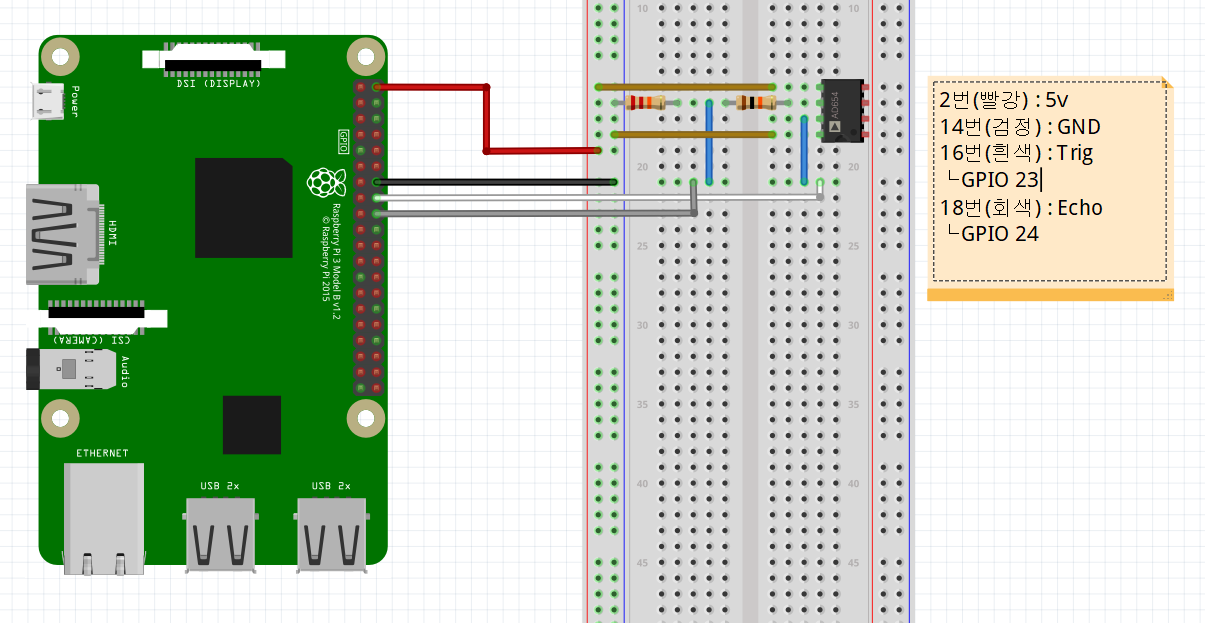 DSI (DISPLAY)
Power
GPIO
HDMI
Raspberry Pi 3 Model B v1.2
© Raspberry Pi 2015
CSI (CAMERA)
Audio
ETHERNET
USB 2x
USB 2x
10
10
AD654
20
25
25
30
30
35
35
40
40
45
45
2번(빨강) : 5v
14번(검정) : GND
16번(흰색) : Trig
└GPIO 23
18번(회색) : Echo
└GPIO 24